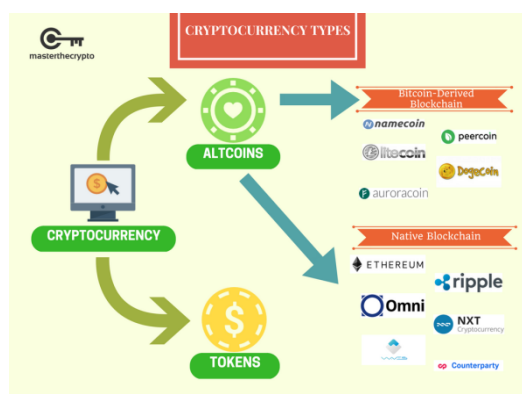 CRYPTOCURRENCY TYPES
masterthecrypto
Bitcoin-Derived
Blockchain
namecoin
peercoin
litecoin
DogeCoin
auroracoin
ALTCOINS
CRYPTOCURRENCY
Native Blockchain
ETHEREUM
ripple
Omni
NXT
Cryptocurrency
TOKENS
op Counterparty